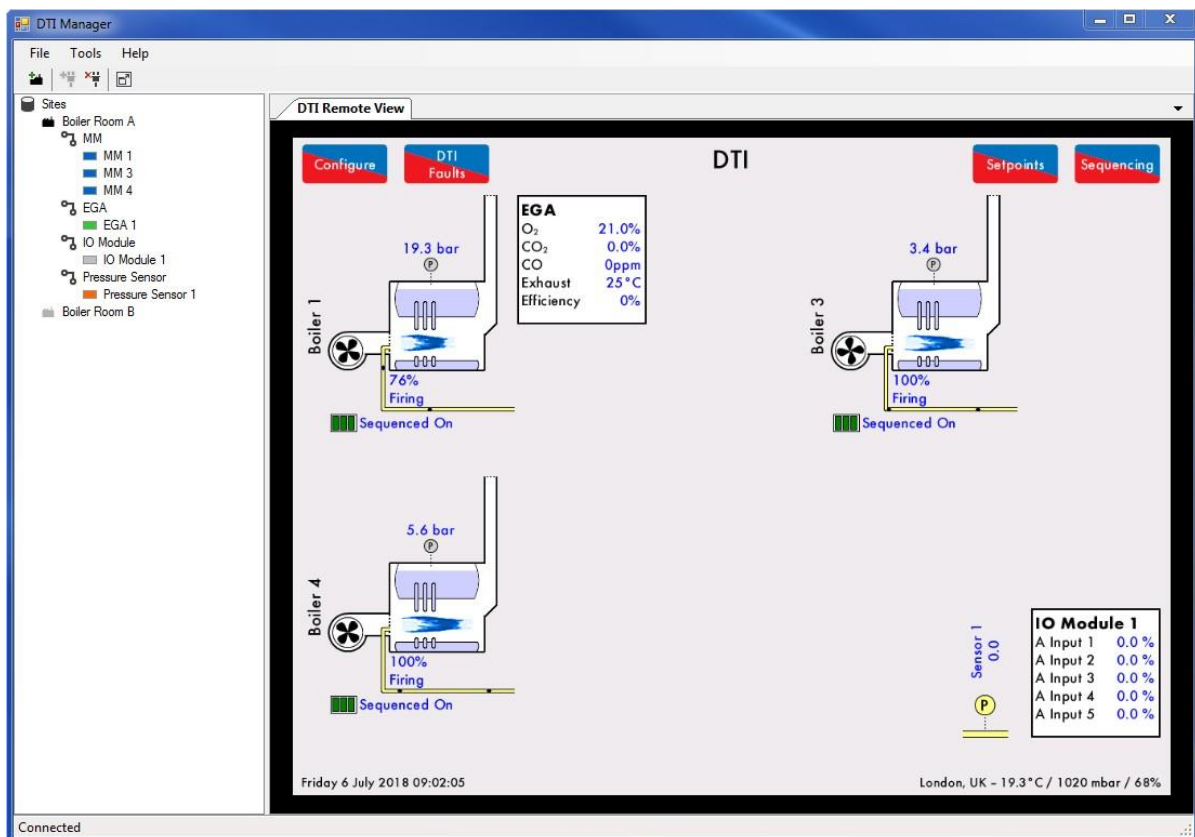 DTI Manager
File Tools Help
Sites
Boiler Room A
MM
MM 1
MM 3
MM 4
EGA
EGA 1
IO Module
IO Module 1
Pressure Sensor
Pressure Sensor 1
Boiler Room B
DTI Remote View
Configure
DTI
Faults
DTI
Setpoints
Sequencing
Boiler 1
19.3 bar
P
76%
Firing
Sequenced On
EGA
O₂ 21.0%
CO₂ 0.0%
CO 0ppm
Exhaust 25°C
Efficiency 0%
Boiler 3
3.4 bar
P
100%
Firing
Sequenced On
Boiler 4
5.6 bar
P
100%
Firing
Sequenced On
Sensor 1
0.0
P
IO Module 1
A Input 1 0.0 %
A Input 2 0.0 %
A Input 3 0.0 %
A Input 4 0.0 %
A Input 5 0.0 %
Friday 6 July 2018 09:02:05
London, UK – 19.3°C / 1020 mbar / 68%
Connected